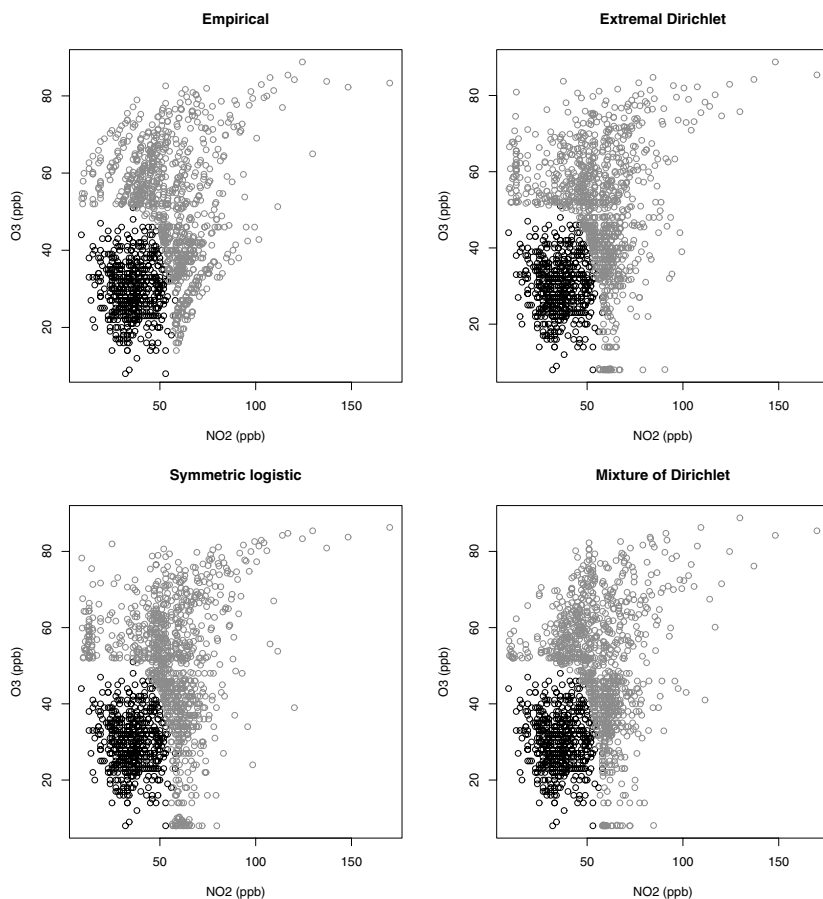 Empirical
O3 (ppb)
80
60
40
20
50
100
150
NO2 (ppb)
Extremal Dirichlet
O3 (ppb)
80
60
40
20
50
100
150
NO2 (ppb)
Symmetric logistic
O3 (ppb)
80
60
40
20
50
100
150
NO2 (ppb)
Mixture of Dirichlet
O3 (ppb)
80
60
40
20
50
100
150
NO2 (ppb)